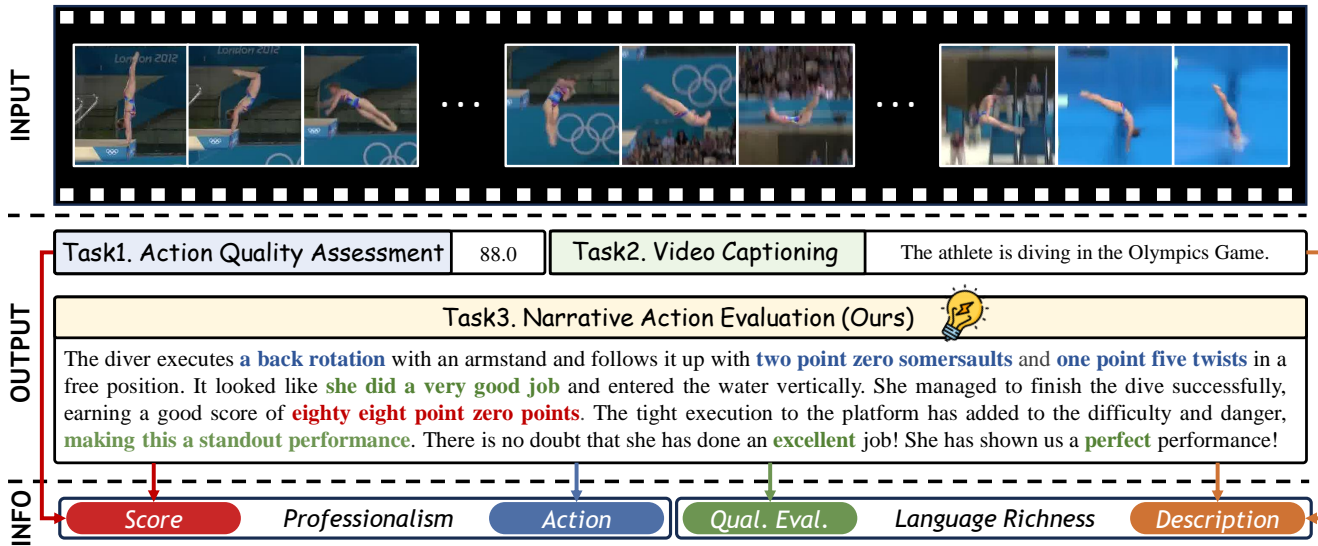 INPUT
London 2012
London 2012
... ...
Task1. Action Quality Assessment 88.0 Task2. Video Captioning The athlete is diving in the Olympics Game.
OUTPUT
Task3. Narrative Action Evaluation (Ours)
The diver executes a back rotation with an armstand and follows it up with two point zero somersaults and one point five twists in a
free position. It looked like she did a very good job and entered the water vertically. She managed to finish the dive successfully,
earning a good score of eighty eight point zero points. The tight execution to the platform has added to the difficulty and danger,
making this a standout performance. There is no doubt that she has done an excellent job! She has shown us a perfect performance!
INFO
Score Professionalism Action Qual. Eval. Language Richness Description